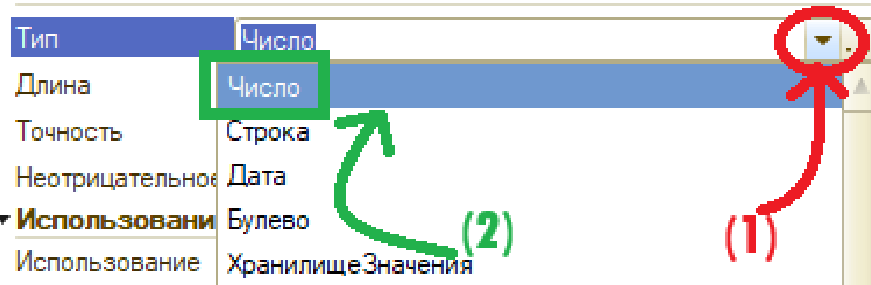 Тип Число
Длина Число
Точность Строка
Неотрицательное Дата
Использовани Булево
(2) (1)
Использование ХранилищеЗначения